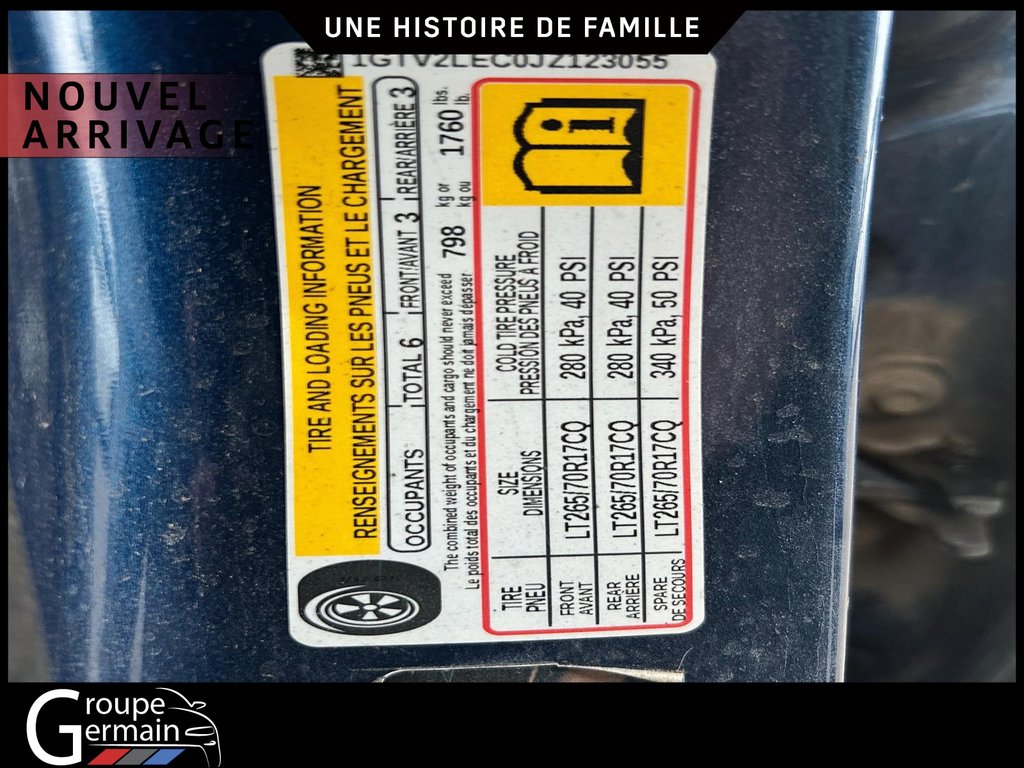 UNE HISTOIRE DE FAMILLE
NOUVEL
ARRIVAGE
1GTV2LEC0JZ123055
TIRE AND LOADING INFORMATION
RENSEIGNEMENTS SUR LES PNEUS ET LE CHARGEMENT
OCCUPANTS TOTAL 6 FRONT/AVANT 3 REAR/ARRIÈRE 3
The combined weight of occupants and cargo should never exceed 798 kg or 1760 lbs.
Le poids total des occupants et du chargement ne doit jamais dépasser kg ou lb.
TIRE SIZE COLD TIRE PRESSURE
PNEU DIMENSIONS PRESSION DES PNEUS À FROID
FRONT
AVANT LT265/70R17CQ 280 kPa, 40 PSI
REAR
ARRIÈRE LT265/70R17CQ 280 kPa, 40 PSI
SPARE
DE SECOURS LT265/70R17CQ 340 kPa, 50 PSI
Groupe
Germain